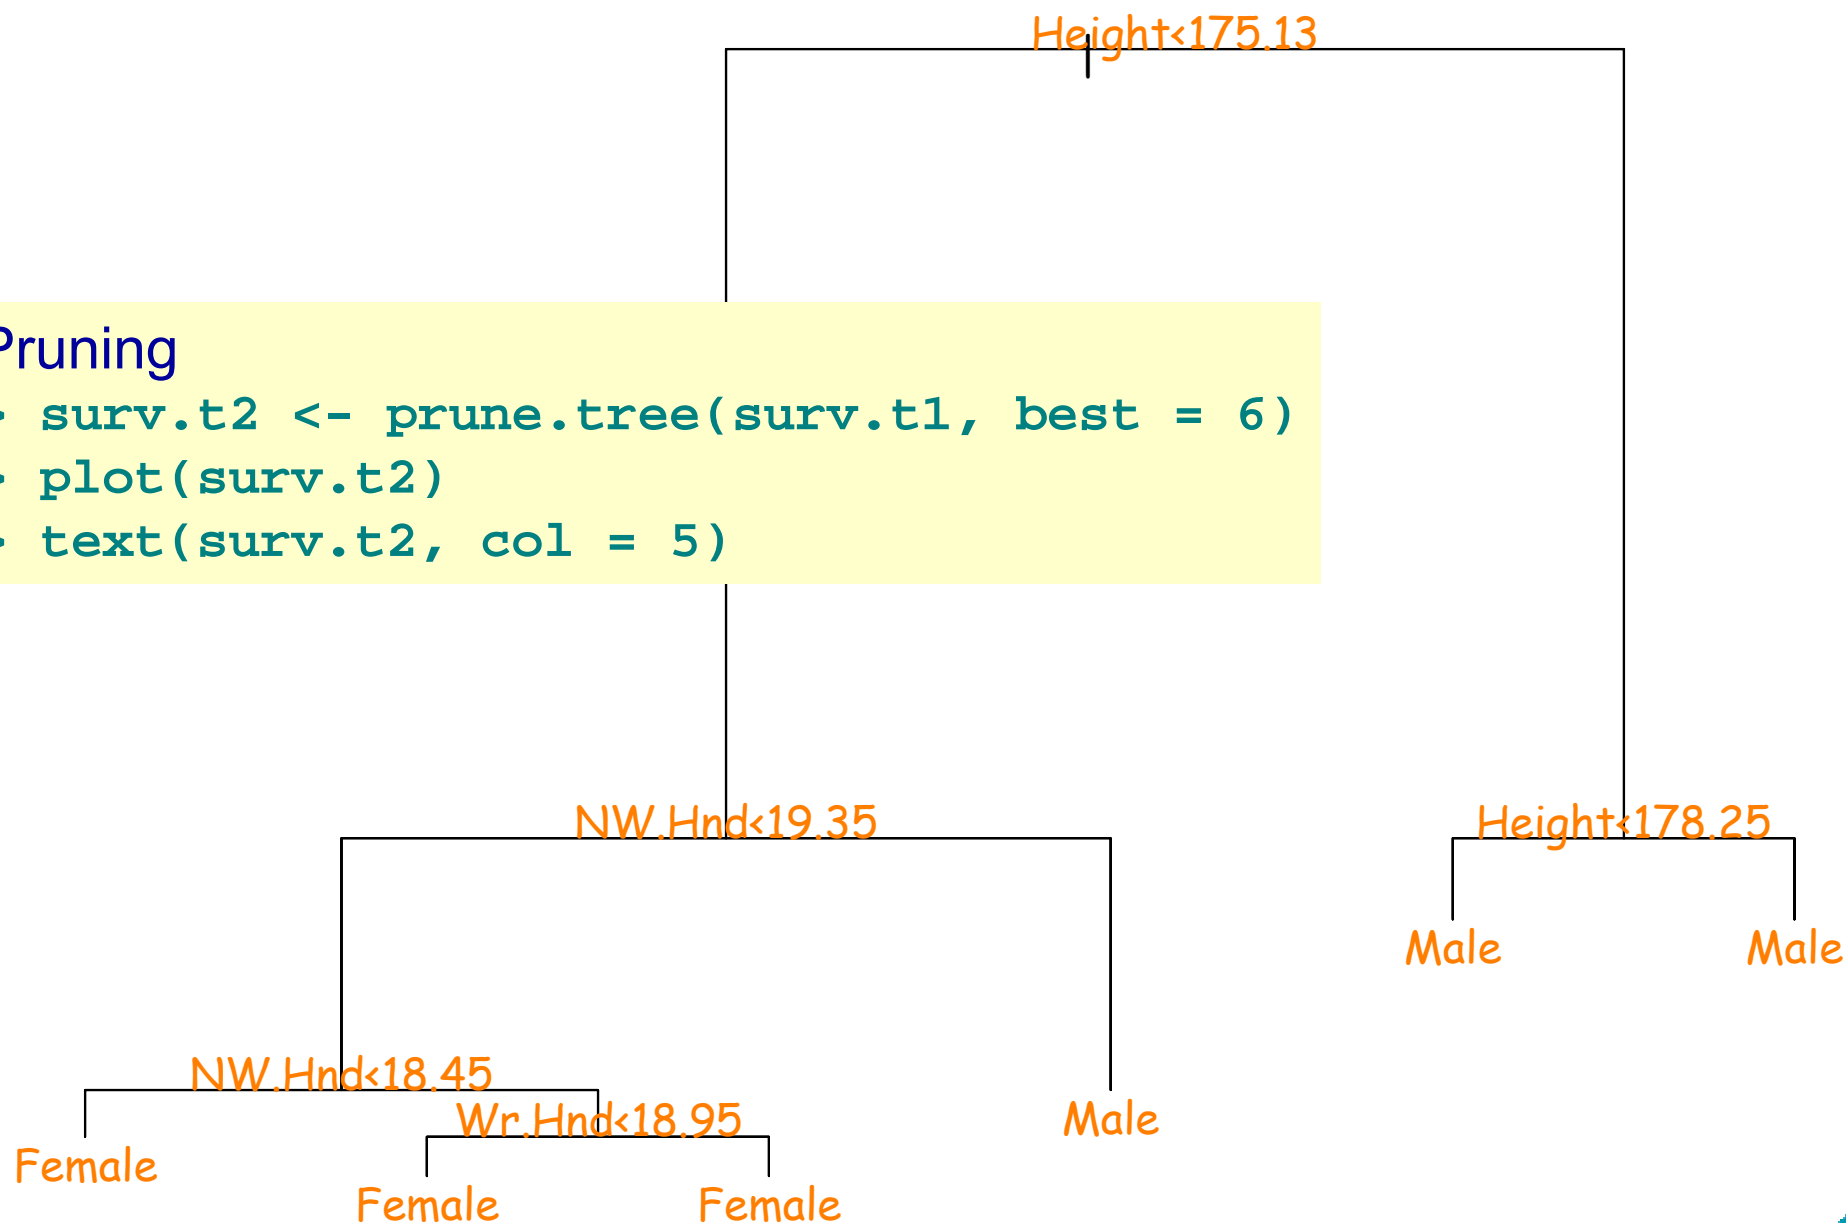 Height<175.13
Pruning
> surv.t2 <- prune.tree(surv.t1, best = 6)
> plot(surv.t2)
> text(surv.t2, col = 5)
NW.Hnd<19.35
Height<178.25
Male
Male
NW.Hnd<18.45
Wr.Hnd<18.95
Male
Female
Female
Female